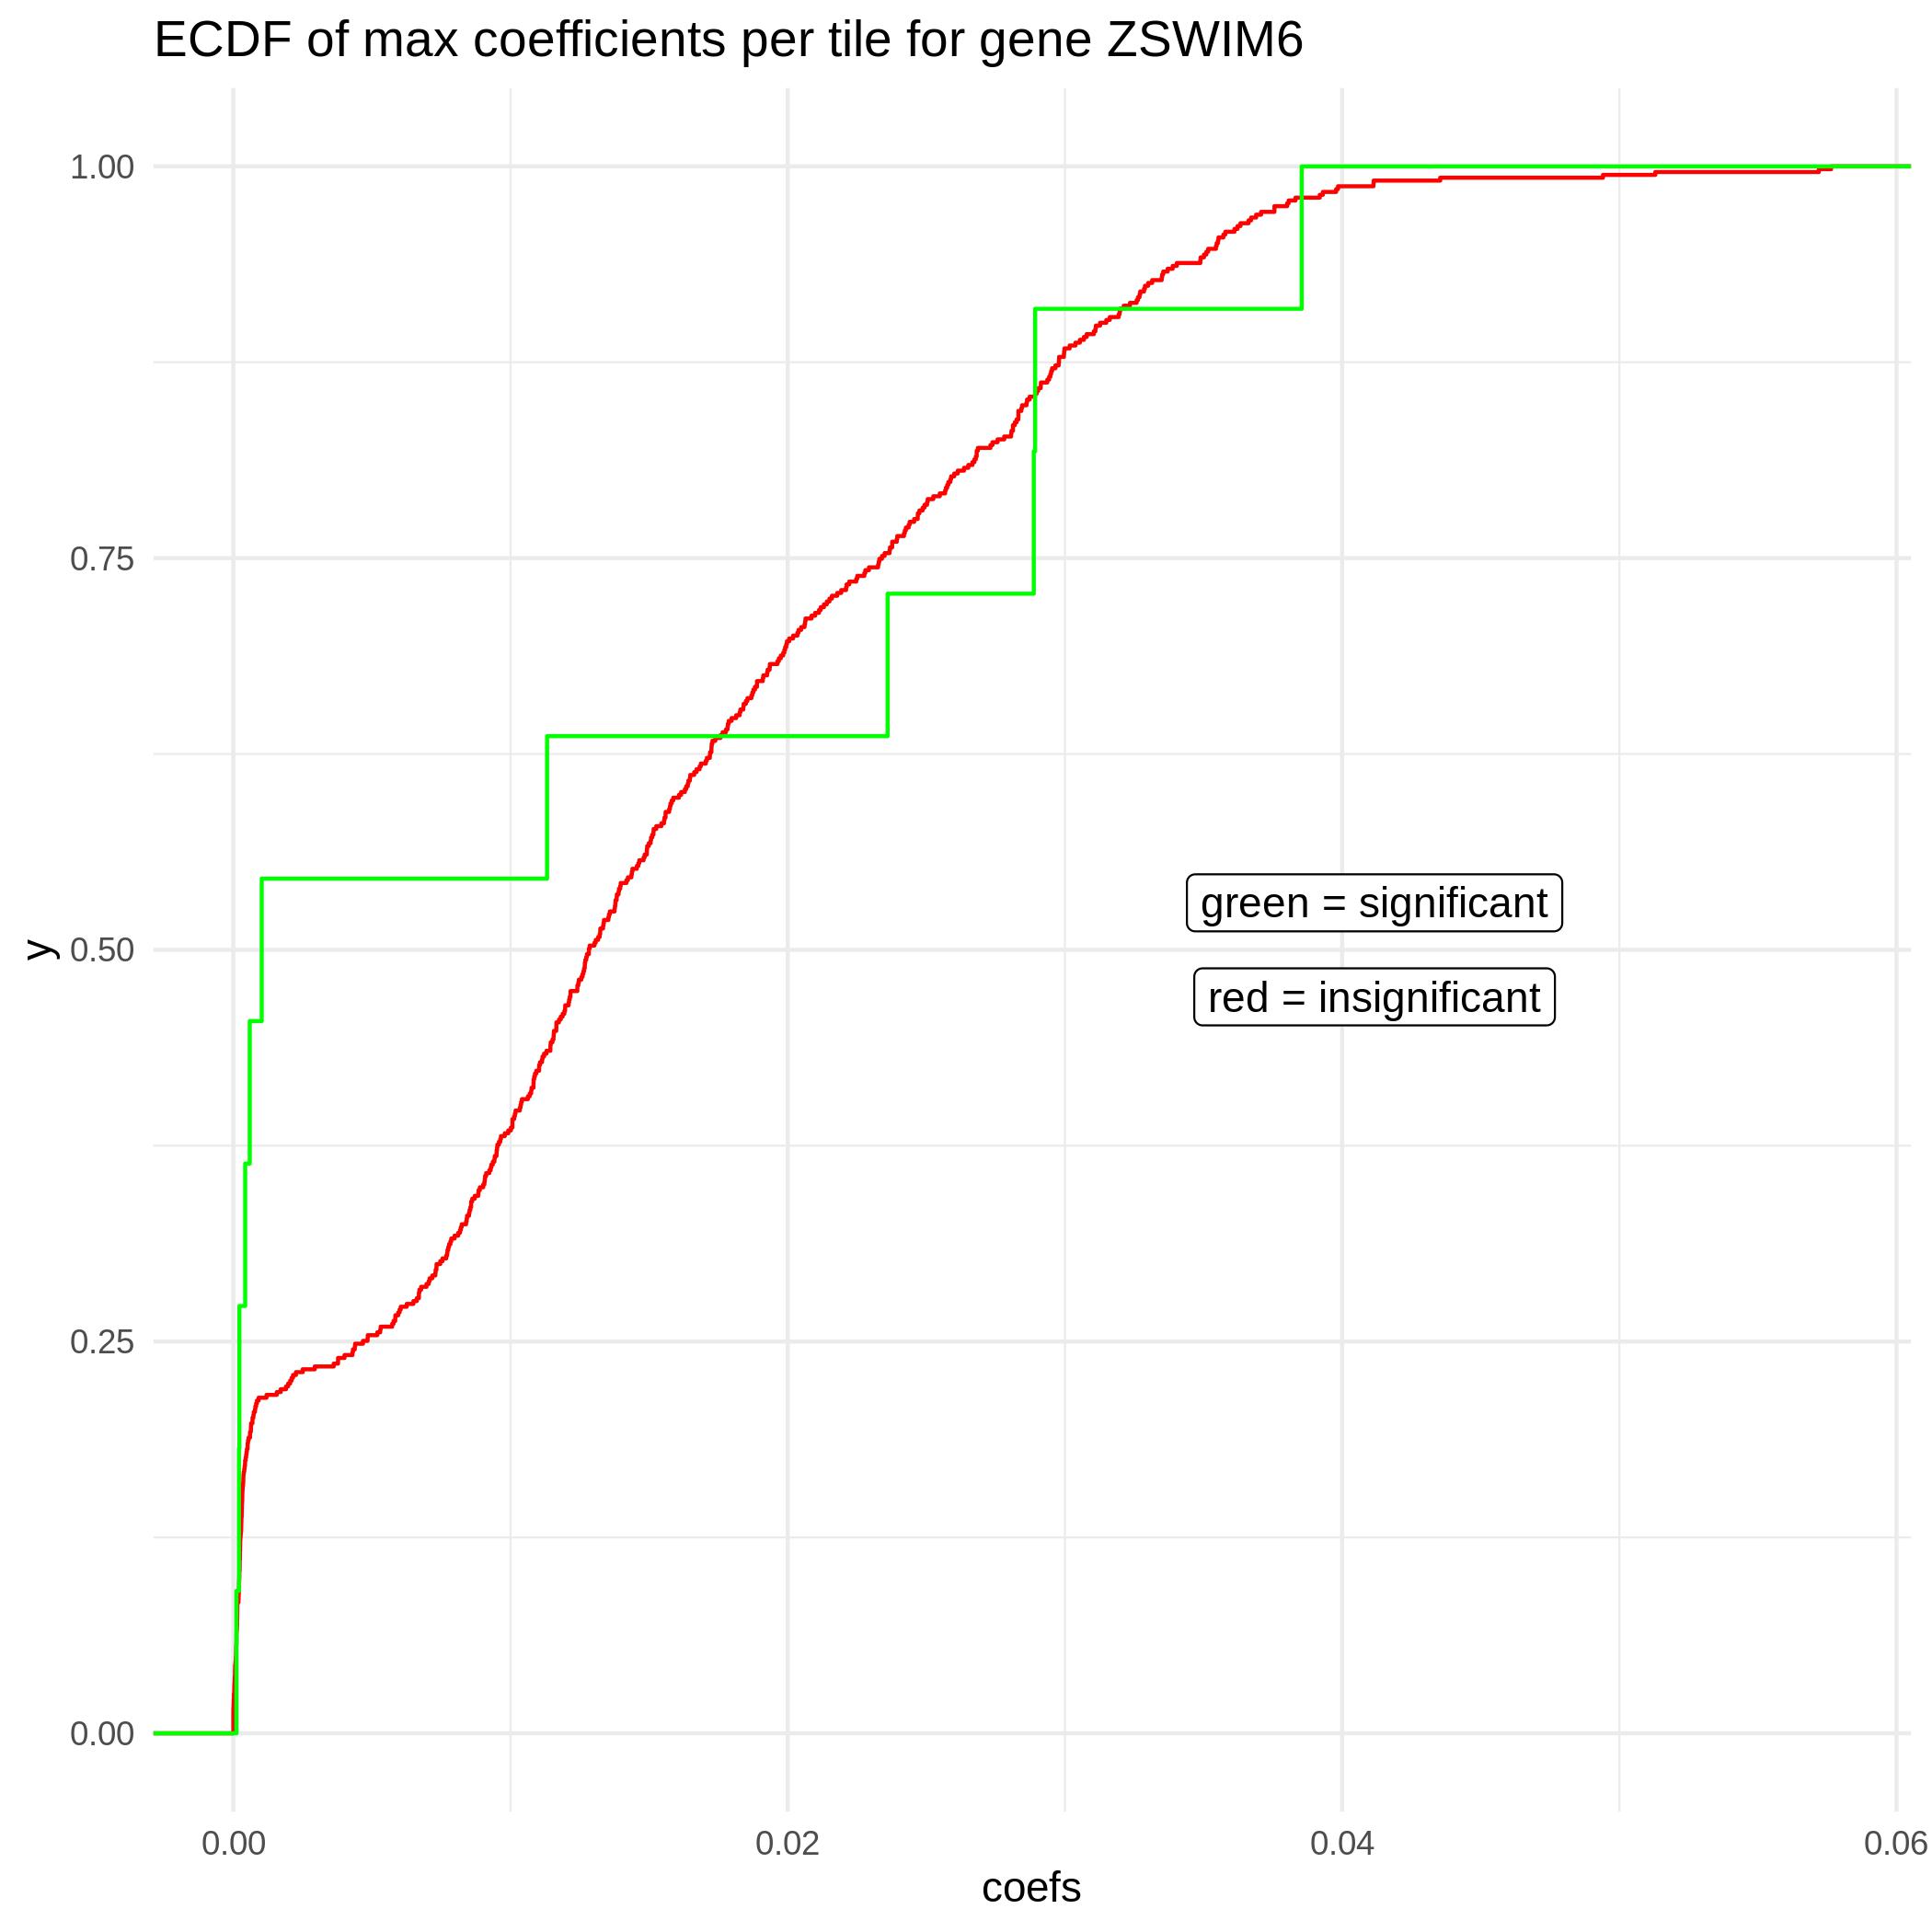 ECDF of max coefficients per tile for gene ZSWIM6
1.00
0.75
0.50
0.25
0.00
y
green = significant
red = insignificant
0.00
0.02
0.04
0.06
coefs